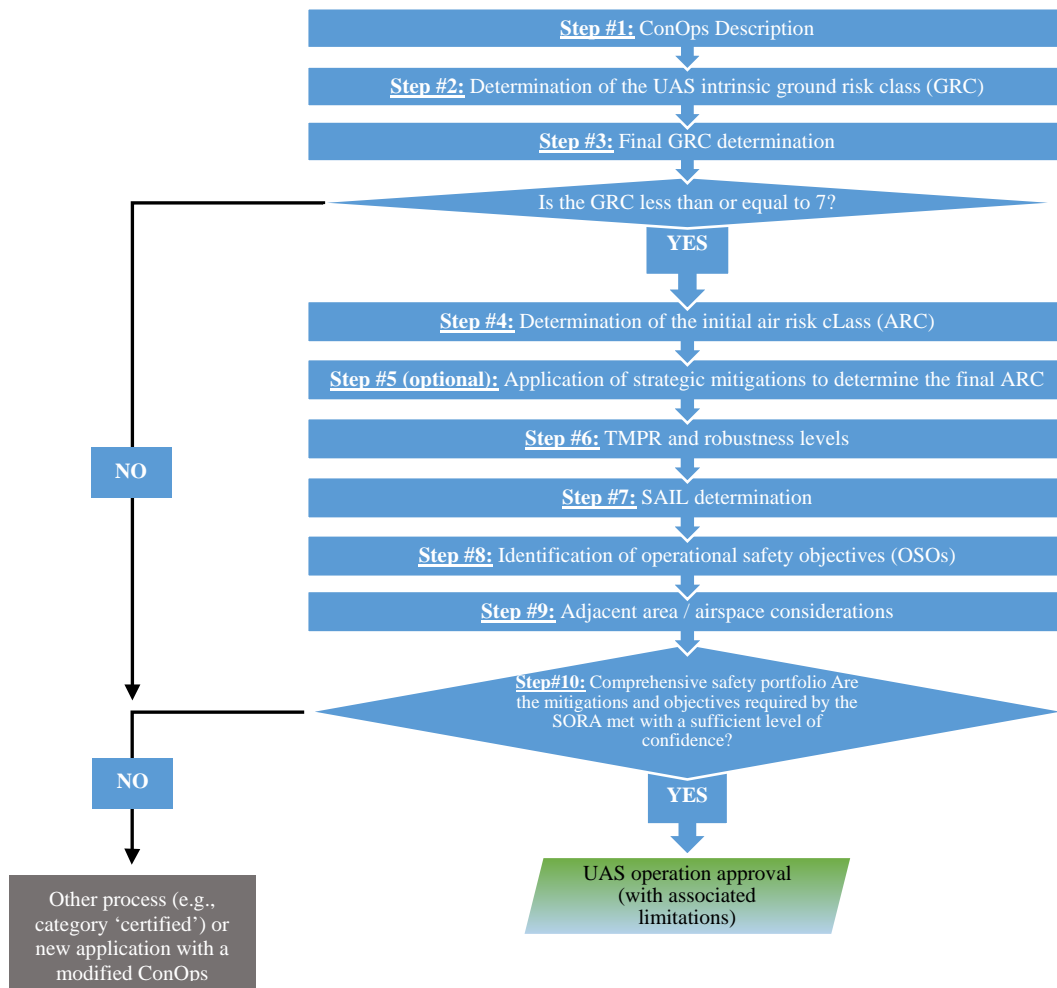 Step #1: ConOps Description
Step #2: Determination of the UAS intrinsic ground risk class (GRC)
Step #3: Final GRC determination
Is the GRC less than or equal to 7?
YES
Step #4: Determination of the initial air risk cLass (ARC)
Step #5 (optional): Application of strategic mitigations to determine the final ARC
Step #6: TMPR and robustness levels
NO
Step #7: SAIL determination
Step #8: Identification of operational safety objectives (OSOs)
Step #9: Adjacent area / airspace considerations
Step#10: Comprehensive safety portfolio Are
the mitigations and objectives required by the
SORA met with a sufficient level of
confidence?
NO
YES
UAS operation approval
(with associated
limitations)
Other process (e.g.,
category ‘certified’) or
new application with a
modified ConOps